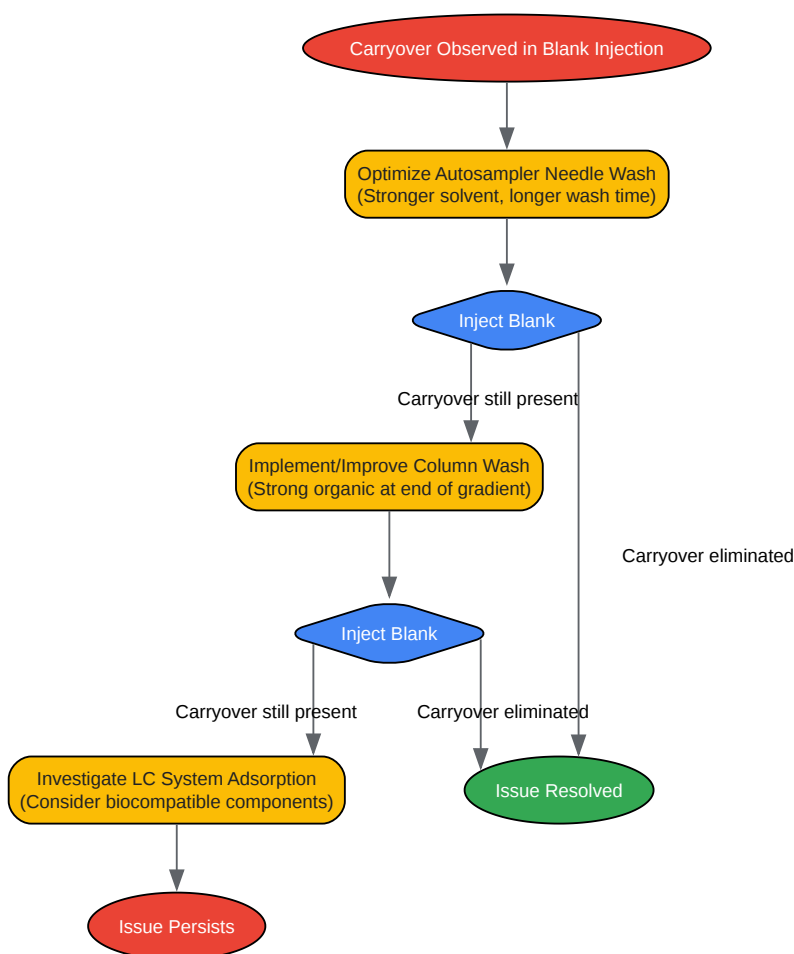 Carryover Observed in Blank Injection
Optimize Autosampler Needle Wash
(Stronger solvent, longer wash time)
Inject Blank
Carryover still present
Implement/Improve Column Wash
(Strong organic at end of gradient)
Carryover eliminated
Inject Blank
Carryover still present
Carryover eliminated
Investigate LC System Adsorption
(Consider biocompatible components)
Issue Resolved
Issue Persists